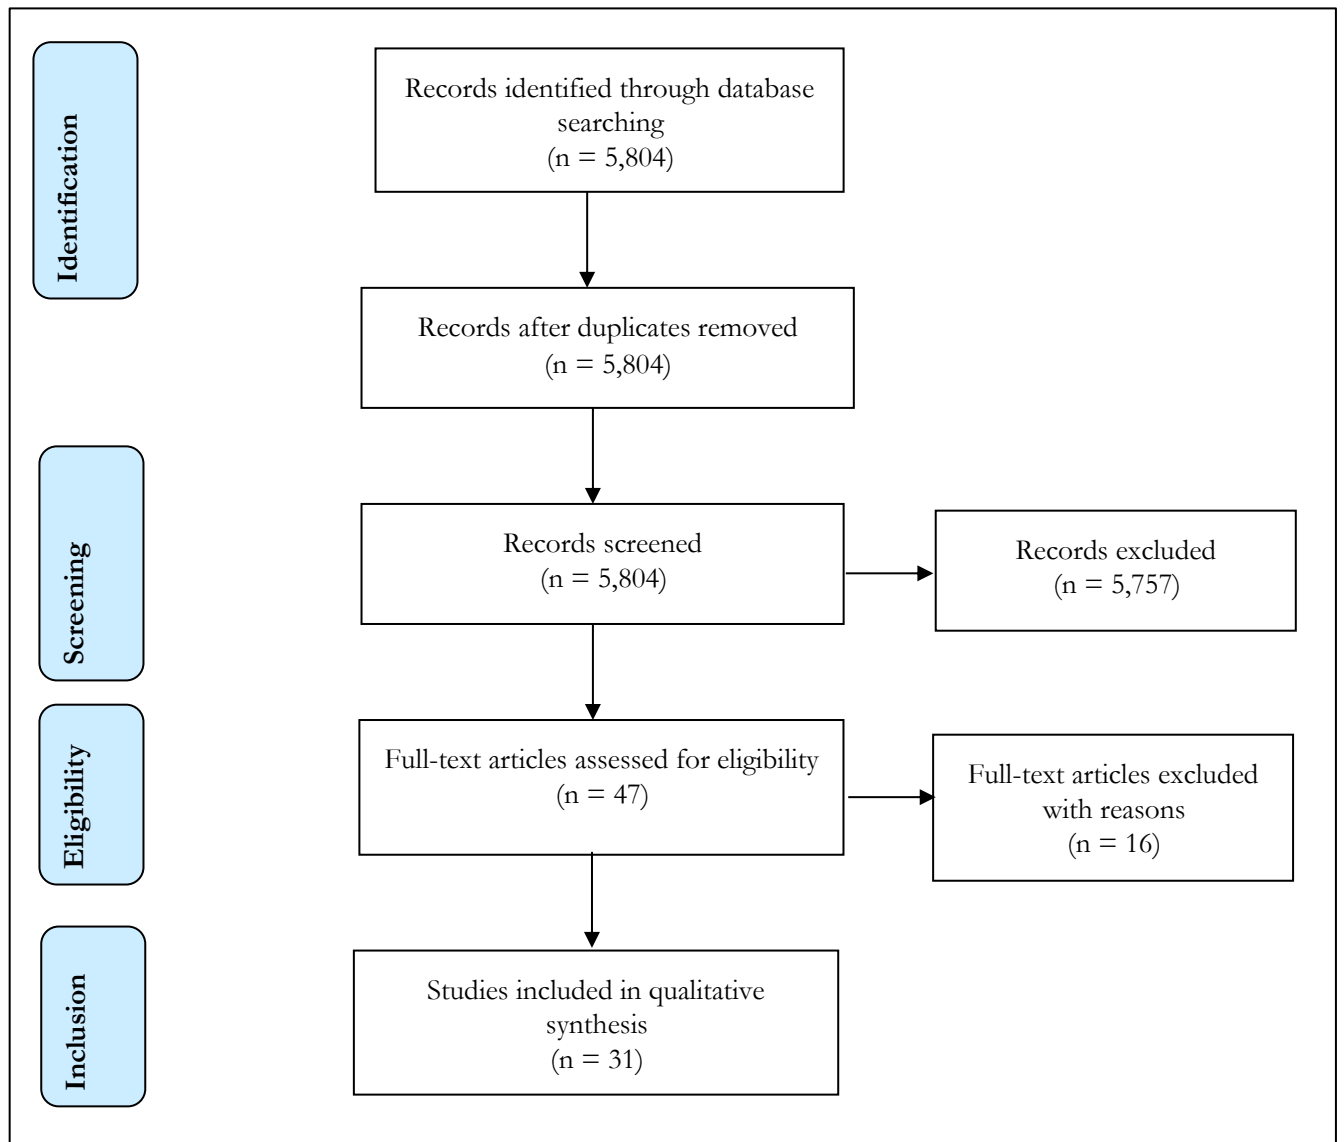 Identification
Records identified through database
searching
(n = 5,804)
Records after duplicates removed
(n = 5,804)
Screening
Records screened
(n = 5,804)
Records excluded
(n = 5,757)
Eligibility
Full-text articles assessed for eligibility
(n = 47)
Full-text articles excluded
with reasons
(n = 16)
Inclusion
Studies included in qualitative
synthesis
(n = 31)